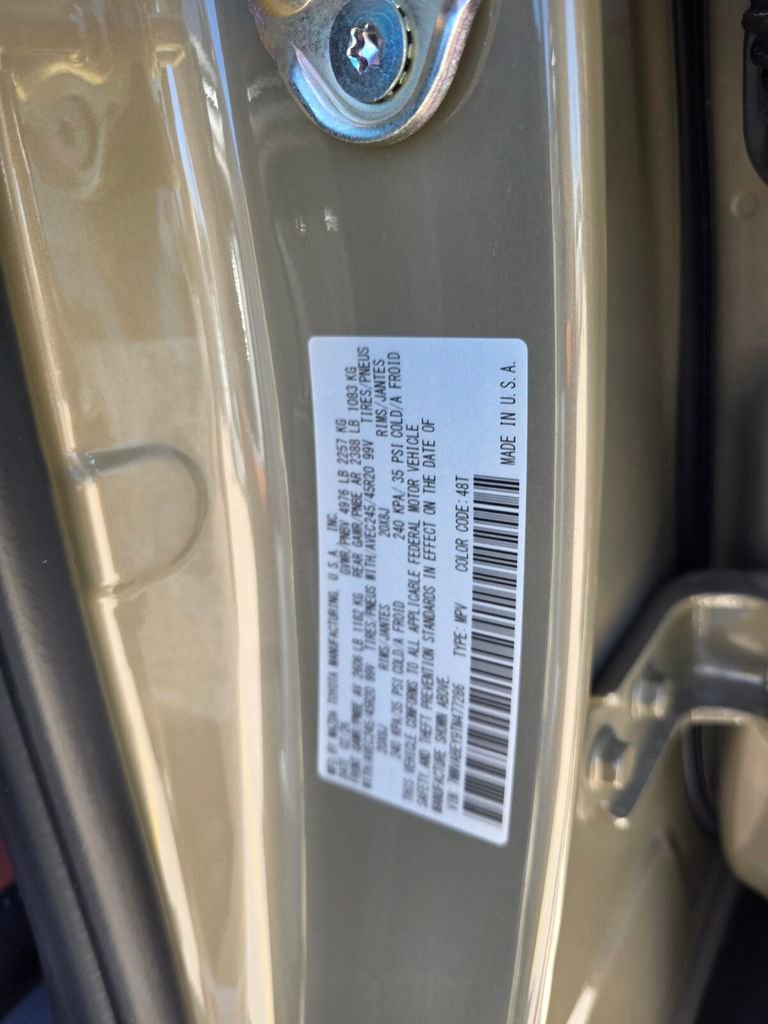 MFD BY MAZDA TOYOTA MANUFACTURING, U.S.A., INC.
DATE: GVWR/PNBV 4976 LB 2257 KG
FRONT GAWR/PNBE AV 2606 LB 1182 KG REAR GAWR/PNBE AR 2388 LB 1083 KG
WITH/AVEC245/45R20 99V TIRES/PNEUS WITH/AVEC245/45R20 99V TIRES/PNEUS
20X8J RIMS/JANTES 20X8J RIMS/JANTES
240 KPA/35 PSI COLD/A FROID 240 KPA/ 35 PSI COLD/A FROID
THIS VEHICLE CONFORMS TO ALL APPLICABLE FEDERAL MOTOR VEHICLE
SAFETY, AND THEFT PREVENTION STANDARDS IN EFFECT ON THE DATE OF
MANUFACTURE SHOWN ABOVE.
VIN: TYPE: MPV COLOR CODE: 48T
MADE IN U.S.A.